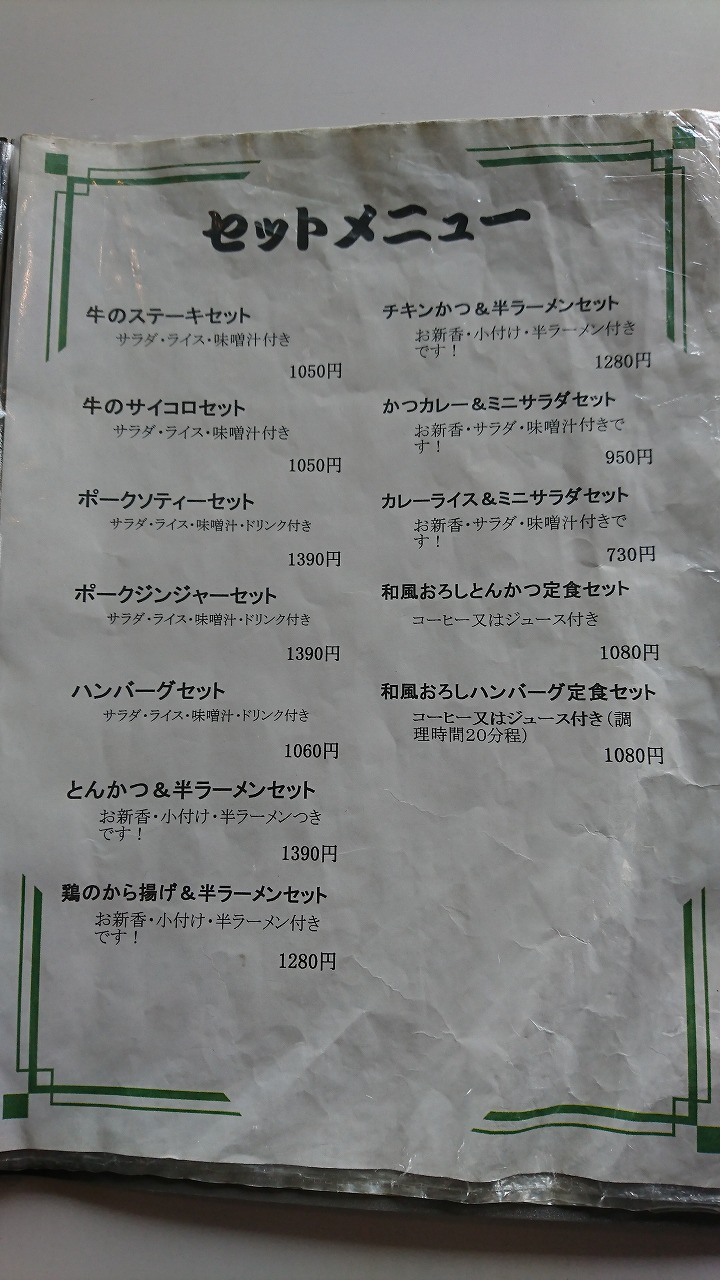 セットメニュー
牛のステーキセット
サラダ・ライス・味噌汁付き
1050円
牛のサイコロセット
サラダ・ライス・味噌汁付き
1050円
ポークソティーセット
サラダ・ライス・味噌汁・ドリンク付き
1390円
ポークジンジャーセット
サラダ・ライス・味噌汁・ドリンク付き
1390円
ハンバーグセット
サラダ・ライス・味噌汁・ドリンク付き
1060円
とんかつ＆半ラーメンセット
お新香・小付け・半ラーメンつき
です！
1390円
鶏のから揚げ＆半ラーメンセット
お新香・小付け・半ラーメン付き
です！
1280円
チキンかつ＆半ラーメンセット
お新香・小付け・半ラーメン付き
です！
1280円
かつカレー＆ミニサラダセット
お新香・サラダ・味噌汁付きで
す！
950円
カレーライス＆ミニサラダセット
お新香・サラダ・味噌汁付きで
す！
730円
和風おろしとんかつ定食セット
コーヒー又はジュース付き
1080円
和風おろしハンバーグ定食セット
コーヒー又はジュース付き（調
理時間20分程）
1080円